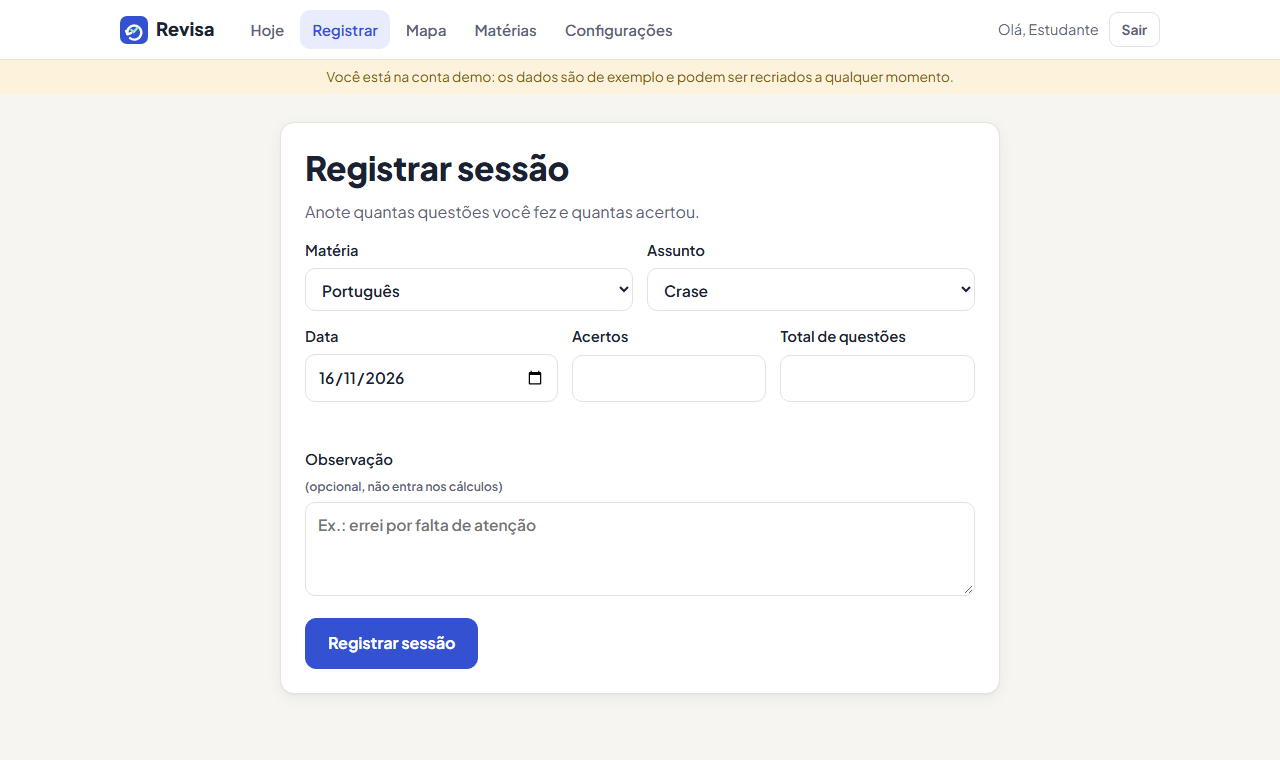 Revisa
Hoje
Registrar
Mapa
Matérias
Configurações
Olá, Estudante
Sair
Você está na conta demo: os dados são de exemplo e podem ser recriados a qualquer momento.
Registrar sessão
Anote quantas questões você fez e quantas acertou.
Matéria
Assunto
Português
Crase
Data
Acertos
Total de questões
16/11/2026
Observação
(opcional, não entra nos cálculos)
Ex.: errei por falta de atenção
Registrar sessão